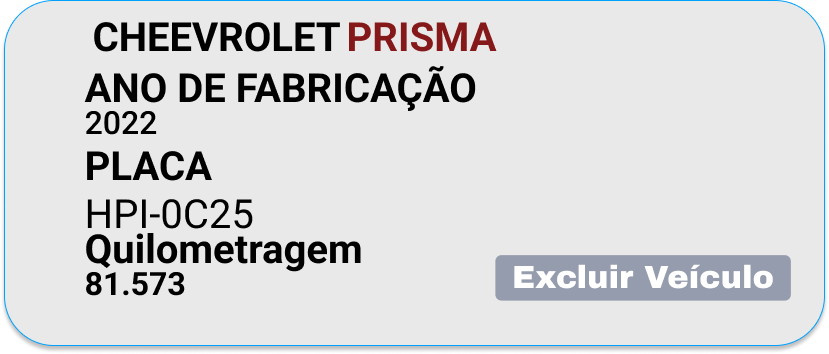 CHEEVROLET PRISMA
ANO DE FABRICAÇÃO
2022
PLACA
HPI-0C25
Quilometragem
81.573
Excluir Veículo